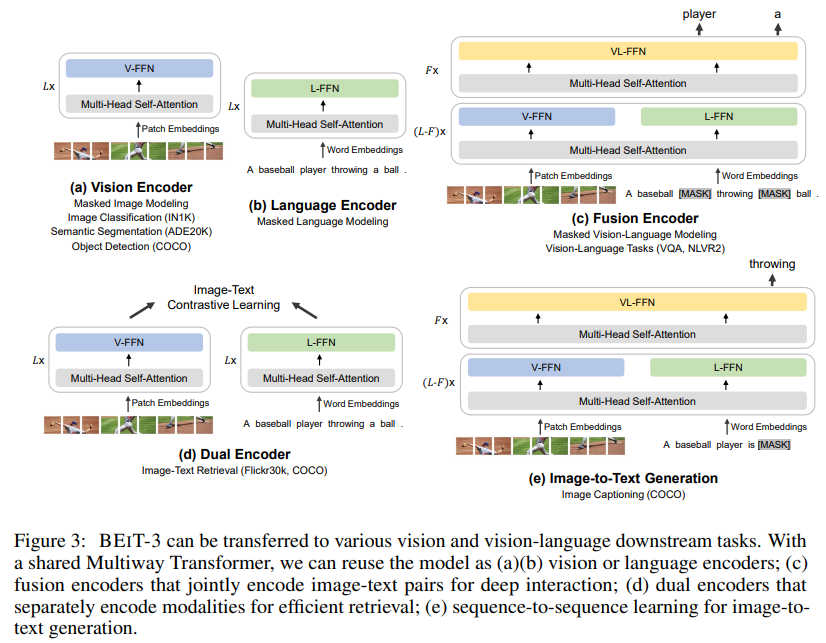 V-FFN
Lx
Multi-Head Self-Attention
Patch Embeddings
(a) Vision Encoder
Masked Image Modeling
Image Classification (IN1K)
Semantic Segmentation (ADE20K)
Object Detection (COCO)
L-FFN
Lx
Multi-Head Self-Attention
Word Embeddings
A baseball player throwing a ball .
(b) Language Encoder
Masked Language Modeling
player a
VL-FFN
Fx
Multi-Head Self-Attention
V-FFN L-FFN
(L-F)x
Multi-Head Self-Attention
Patch Embeddings Word Embeddings
A baseball [MASK] throwing [MASK] ball .
(c) Fusion Encoder
Masked Vision-Language Modeling
Vision-Language Tasks (VQA, NLVR2)
Image-Text
Contrastive Learning
V-FFN L-FFN
Lx Lx
Multi-Head Self-Attention Multi-Head Self-Attention
Patch Embeddings Word Embeddings
A baseball player throwing a ball .
(d) Dual Encoder
Image-Text Retrieval (Flickr30k, COCO)
throwing
VL-FFN
Fx
Multi-Head Self-Attention
V-FFN L-FFN
(L-F)x
Multi-Head Self-Attention
Patch Embeddings Word Embeddings
A baseball player is [MASK]
(e) Image-to-Text Generation
Image Captioning (COCO)
Figure 3: BEIT-3 can be transferred to various vision and vision-language downstream tasks. With
a shared Multiway Transformer, we can reuse the model as (a)(b) vision or language encoders; (c)
fusion encoders that jointly encode image-text pairs for deep interaction; (d) dual encoders that
separately encode modalities for efficient retrieval; (e) sequence-to-sequence learning for image-to-
text generation.